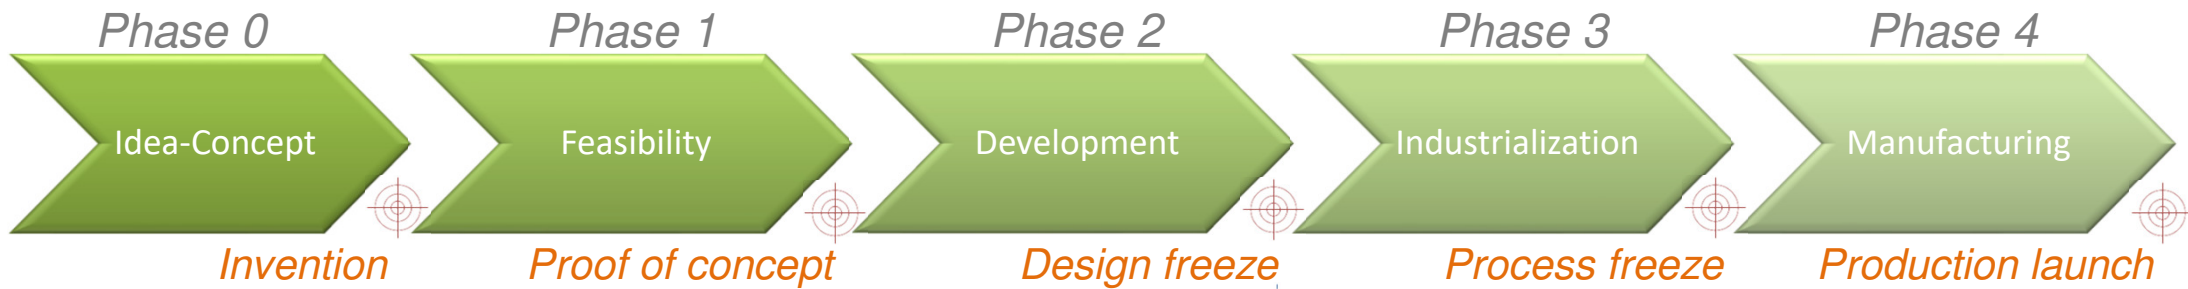 Phase 0 Phase 1 Phase 2 Phase 3 Phase 4
Idea-Concept Feasibility Development Industrialization Manufacturing
Invention Proof of concept Design freeze Process freeze Production launch